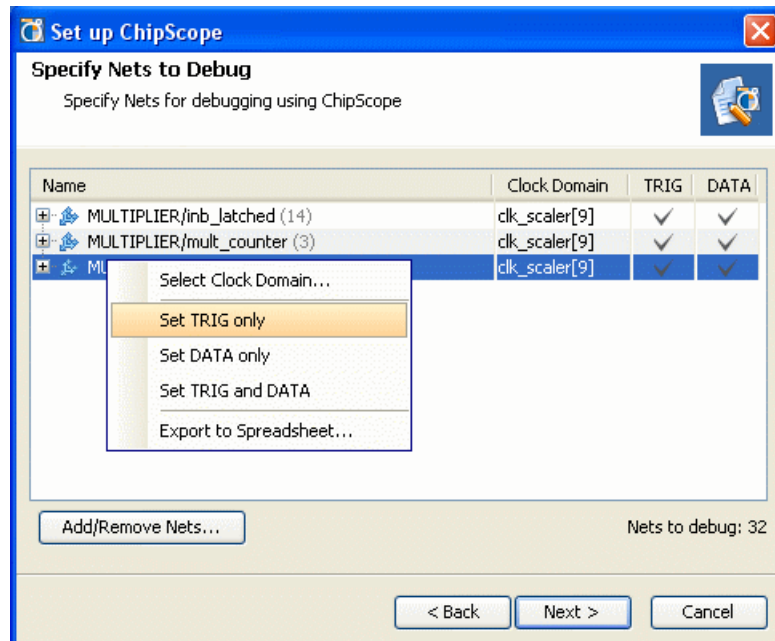 Set up ChipScope
Specify Nets to Debug
Specify Nets for debugging using ChipScope
Name Clock Domain TRIG DATA
MULTIPLIER/inb_latched (14) clk_scaler[9]
MULTIPLIER/mult_counter (3) clk_scaler[9]
clk_scaler[9]
Select Clock Domain...
Set TRIG only
Set DATA only
Set TRIG and DATA
Export to Spreadsheet...
Add/Remove Nets... Nets to debug: 32
< Back Next > Cancel